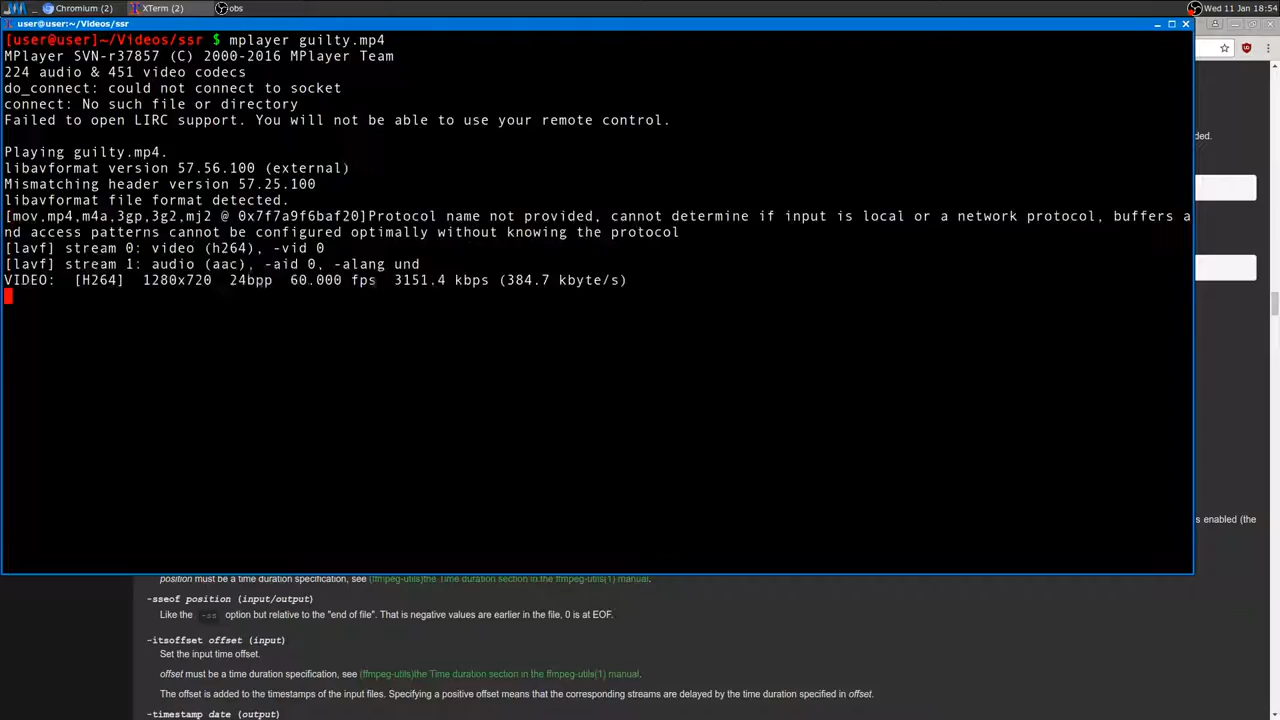 Chromium (2)
XTerm (2)
obs
Wed 11 Jan 18:54
user@user:~/Videos/ssr
[user@user]~/Videos/ssr $ mplayer guilty.mp4
MPlayer SVN-r37857 (C) 2000-2016 MPlayer Team
224 audio & 451 video codecs
do_connect: could not connect to socket
connect: No such file or directory
Failed to open LIRC support. You will not be able to use your remote control.
Playing guilty.mp4.
libavformat version 57.56.100 (external)
Mismatching header version 57.25.100
libavformat file format detected.
[mov,mp4,m4a,3gp,3g2,mj2 @ 0x7f7a9f6baf20]Protocol name not provided, cannot determine if input is local or a network protocol, buffers a
nd access patterns cannot be configured optimally without knowing the protocol
[lavf] stream 0: video (h264), -vid 0
[lavf] stream 1: audio (aac), -aid 0, -alang und
VIDEO:  [H264]  1280x720  24bpp  60.000 fps  3151.4 kbps (384.7 kbyte/s)
ded.
s enabled (the
position must be a time duration specification, see (ffmpeg-utils)the Time duration section in the ffmpeg-utils(1) manual.
-sseof position (input/output)
Like the -ss option but relative to the "end of file". That is negative values are earlier in the file, 0 is at EOF.
-itsoffset offset (input)
Set the input time offset.
offset must be a time duration specification, see (ffmpeg-utils)the Time duration section in the ffmpeg-utils(1) manual.
The offset is added to the timestamps of the input files. Specifying a positive offset means that the corresponding streams are delayed by the time duration specified in offset.
-timestamp date (output)